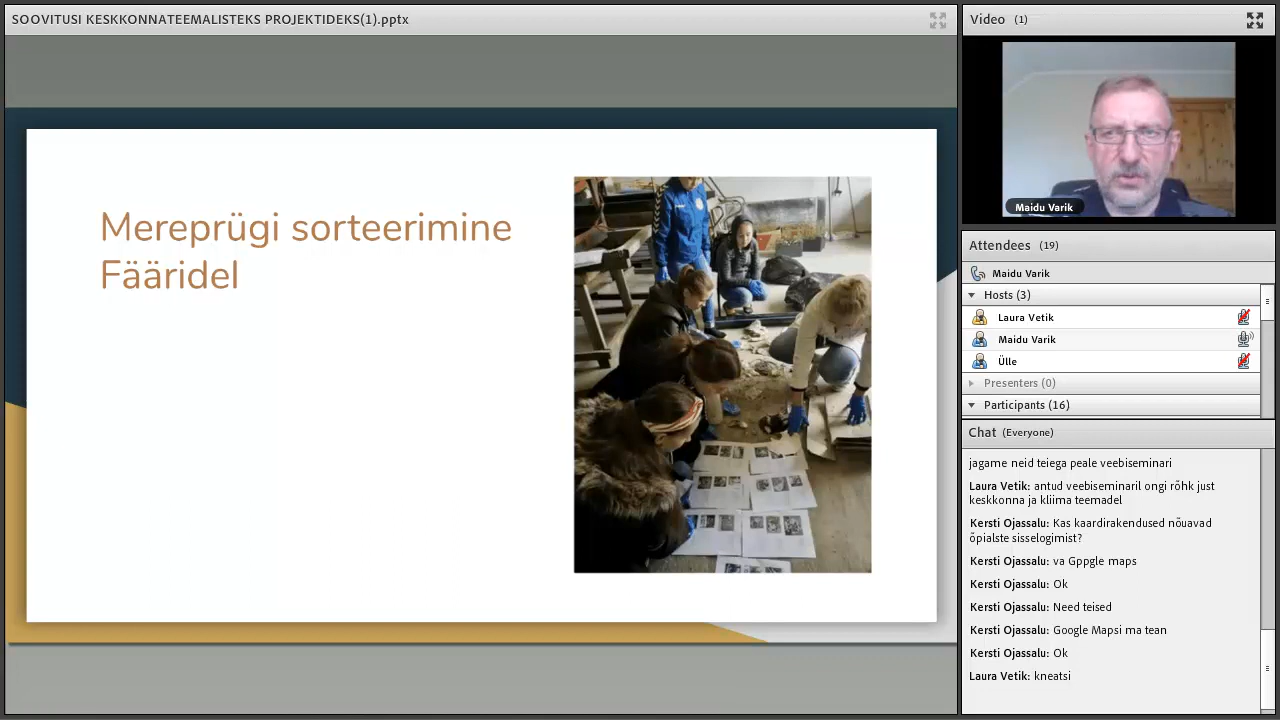 SOOVITUSI KESKKONNATEEMALISTEKS PROJEKTIDEKS(1).pptx
Mereprügi sorteerimine
Fääridel
Video (1)
Maidu Varik
Attendees (19)
Maidu Varik
Hosts (3)
Laura Vetik
Maidu Varik
Ülle
Presenters (0)
Participants (16)
Chat (Everyone)
jagame neid teiega peale veebiseminari
Laura Vetik: antud veebiseminaril ongi rõhk just
keskkonna ja kliima teemadel
Kersti Ojassalu: Kas kaardirakendused nõuavad
õpialste sisselogimist?
Kersti Ojassalu: va Gppgle maps
Kersti Ojassalu: Ok
Kersti Ojassalu: Need teised
Kersti Ojassalu: Google Mapsi ma tean
Kersti Ojassalu: Ok
Laura Vetik: kneatsi